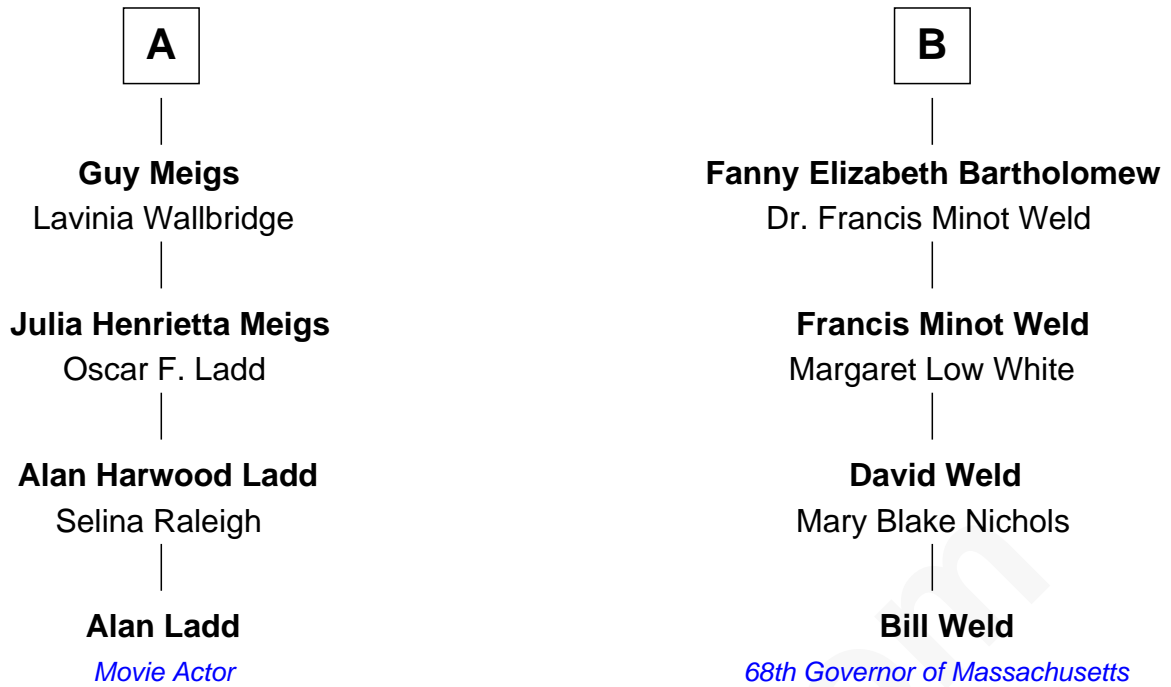 A
Guy Meigs
Lavinia Wallbridge
Julia Henrietta Meigs
Oscar F. Ladd
Alan Harwood Ladd
Selina Raleigh
Alan Ladd
Movie Actor
B
Fanny Elizabeth Bartholomew
Dr. Francis Minot Weld
Francis Minot Weld
Margaret Low White
David Weld
Mary Blake Nichols
Bill Weld
68th Governor of Massachusetts